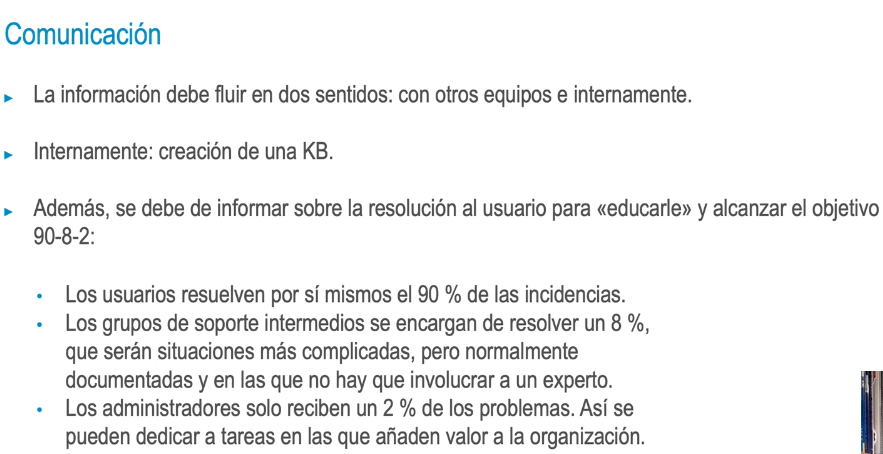 Comunicación
► La información debe fluir en dos sentidos: con otros equipos e internamente.
► Internamente: creación de una KB.
► Además, se debe de informar sobre la resolución al usuario para «educarle» y alcanzar el objetivo
90-8-2:
• Los usuarios resuelven por sí mismos el 90 % de las incidencias.
• Los grupos de soporte intermedios se encargan de resolver un 8 %,
que serán situaciones más complicadas, pero normalmente
documentadas y en las que no hay que involucrar a un experto.
• Los administradores solo reciben un 2 % de los problemas. Así se
pueden dedicar a tareas en las que añaden valor a la organización.